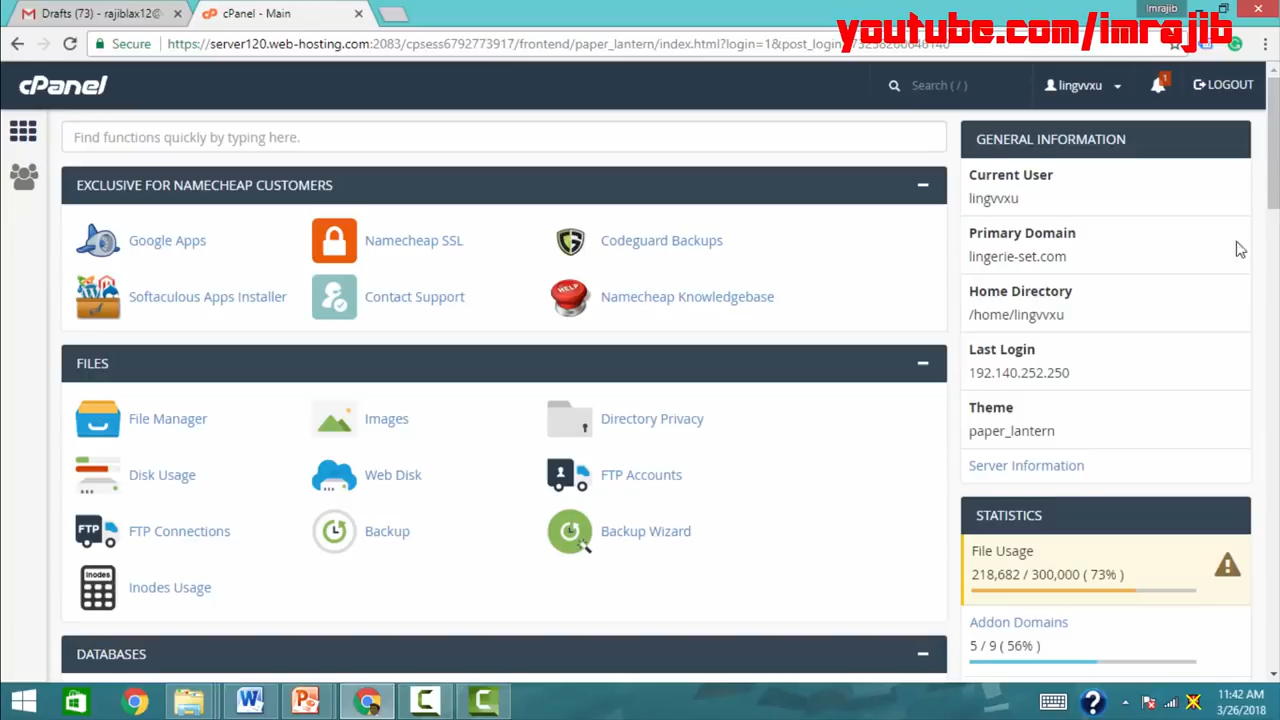 Drafts (73) - rajiblax12@
cPanel - Main
Imrajib
youtube.com/imrajib
Secure
https://server120.web-hosting.com:2083/cpsess6792773917/frontend/paper_lantern/index.html?login=1&post_login
cPanel
Search ( / )
lingvvxu
1
LOGOUT
Find functions quickly by typing here.
EXCLUSIVE FOR NAMECHEAP CUSTOMERS
Google Apps
Namecheap SSL
Codeguard Backups
Softaculous Apps Installer
Contact Support
HELP
Namecheap Knowledgebase
FILES
File Manager
Images
Directory Privacy
Disk Usage
Web Disk
FTP Accounts
FTP
FTP Connections
Backup
Backup Wizard
Inodes
Inodes Usage
DATABASES
GENERAL INFORMATION
Current User
lingvvxu
Primary Domain
lingerie-set.com
Home Directory
/home/lingvvxu
Last Login
192.140.252.250
Theme
paper_lantern
Server Information
STATISTICS
File Usage
218,682 / 300,000 ( 73% )
Addon Domains
5 / 9 ( 56% )
11:42 AM
3/26/2018